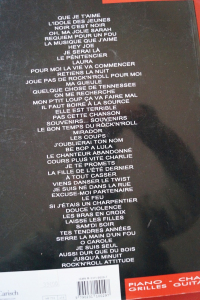 QUE JE T'AIME
L'IDOLE DES JEUNES
NOIR C'EST NOIR
OH, MA JOLIE SARAH
REQUIEM POUR UN FOU
LA MUSIQUE QUE J'AIME
HEY JOE
JE SERAI LÀ
LE PÉNITENCIER
LAURA
POUR MOI LA VIE VA COMMENCER
RETIENS LA NUIT
JOUE PAS DE ROCK'N'ROLL POUR MOI
MA GUEULE
QUELQUE CHOSE DE TENNESSEE
ON ME RECHERCHE
MON P'TIT LOUP ÇA VA FAIRE MAL
IL FAUT BOIRE À LA SOURCE
ELLE EST TERRIBLE
PAS CETTE CHANSON
SOUVENIRS... SOUVENIRS
LE BON TEMPS DU ROCK'N'ROLL
MIRADOR
LES COUPS
J'OUBLIERAI TON NOM
BE BOP A LULA
LE CHANTEUR ABANDONNÉ
COURS PLUS VITE CHARLIE
JE TE PROMETS
LA FILLE DE L'ÉTÉ DERNIER
À TOUT CASSER
VIENS DANSER LE TWIST
JE SUIS NÉ DANS LA RUE
EXCUSE-MOI PARTENAIRE
LE FEU
SI J'ÉTAIS UN CHARPENTIER
DOUCE VIOLENCE
LES BRAS EN CROIX
LAISSE LES FILLES
SAM'DI SOIR
TES TENDRES ANNÉES
SERRE LA MAIN D'UN FOU
O CAROLE
JE SUIS SEUL
AUSSI DUR QUE DU BOIS
JUSQU'À MINUIT
ROCK'N'ROLL ATTITUDE
Carisch
PIANO - CHA
GRILLES GUITA